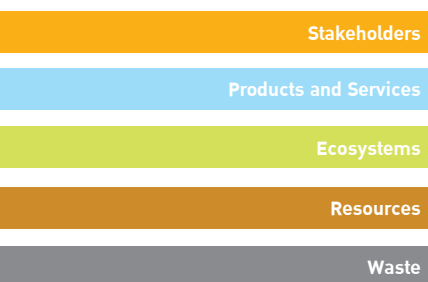 Stakeholders
Products and Services
Ecosystems
Resources
Waste